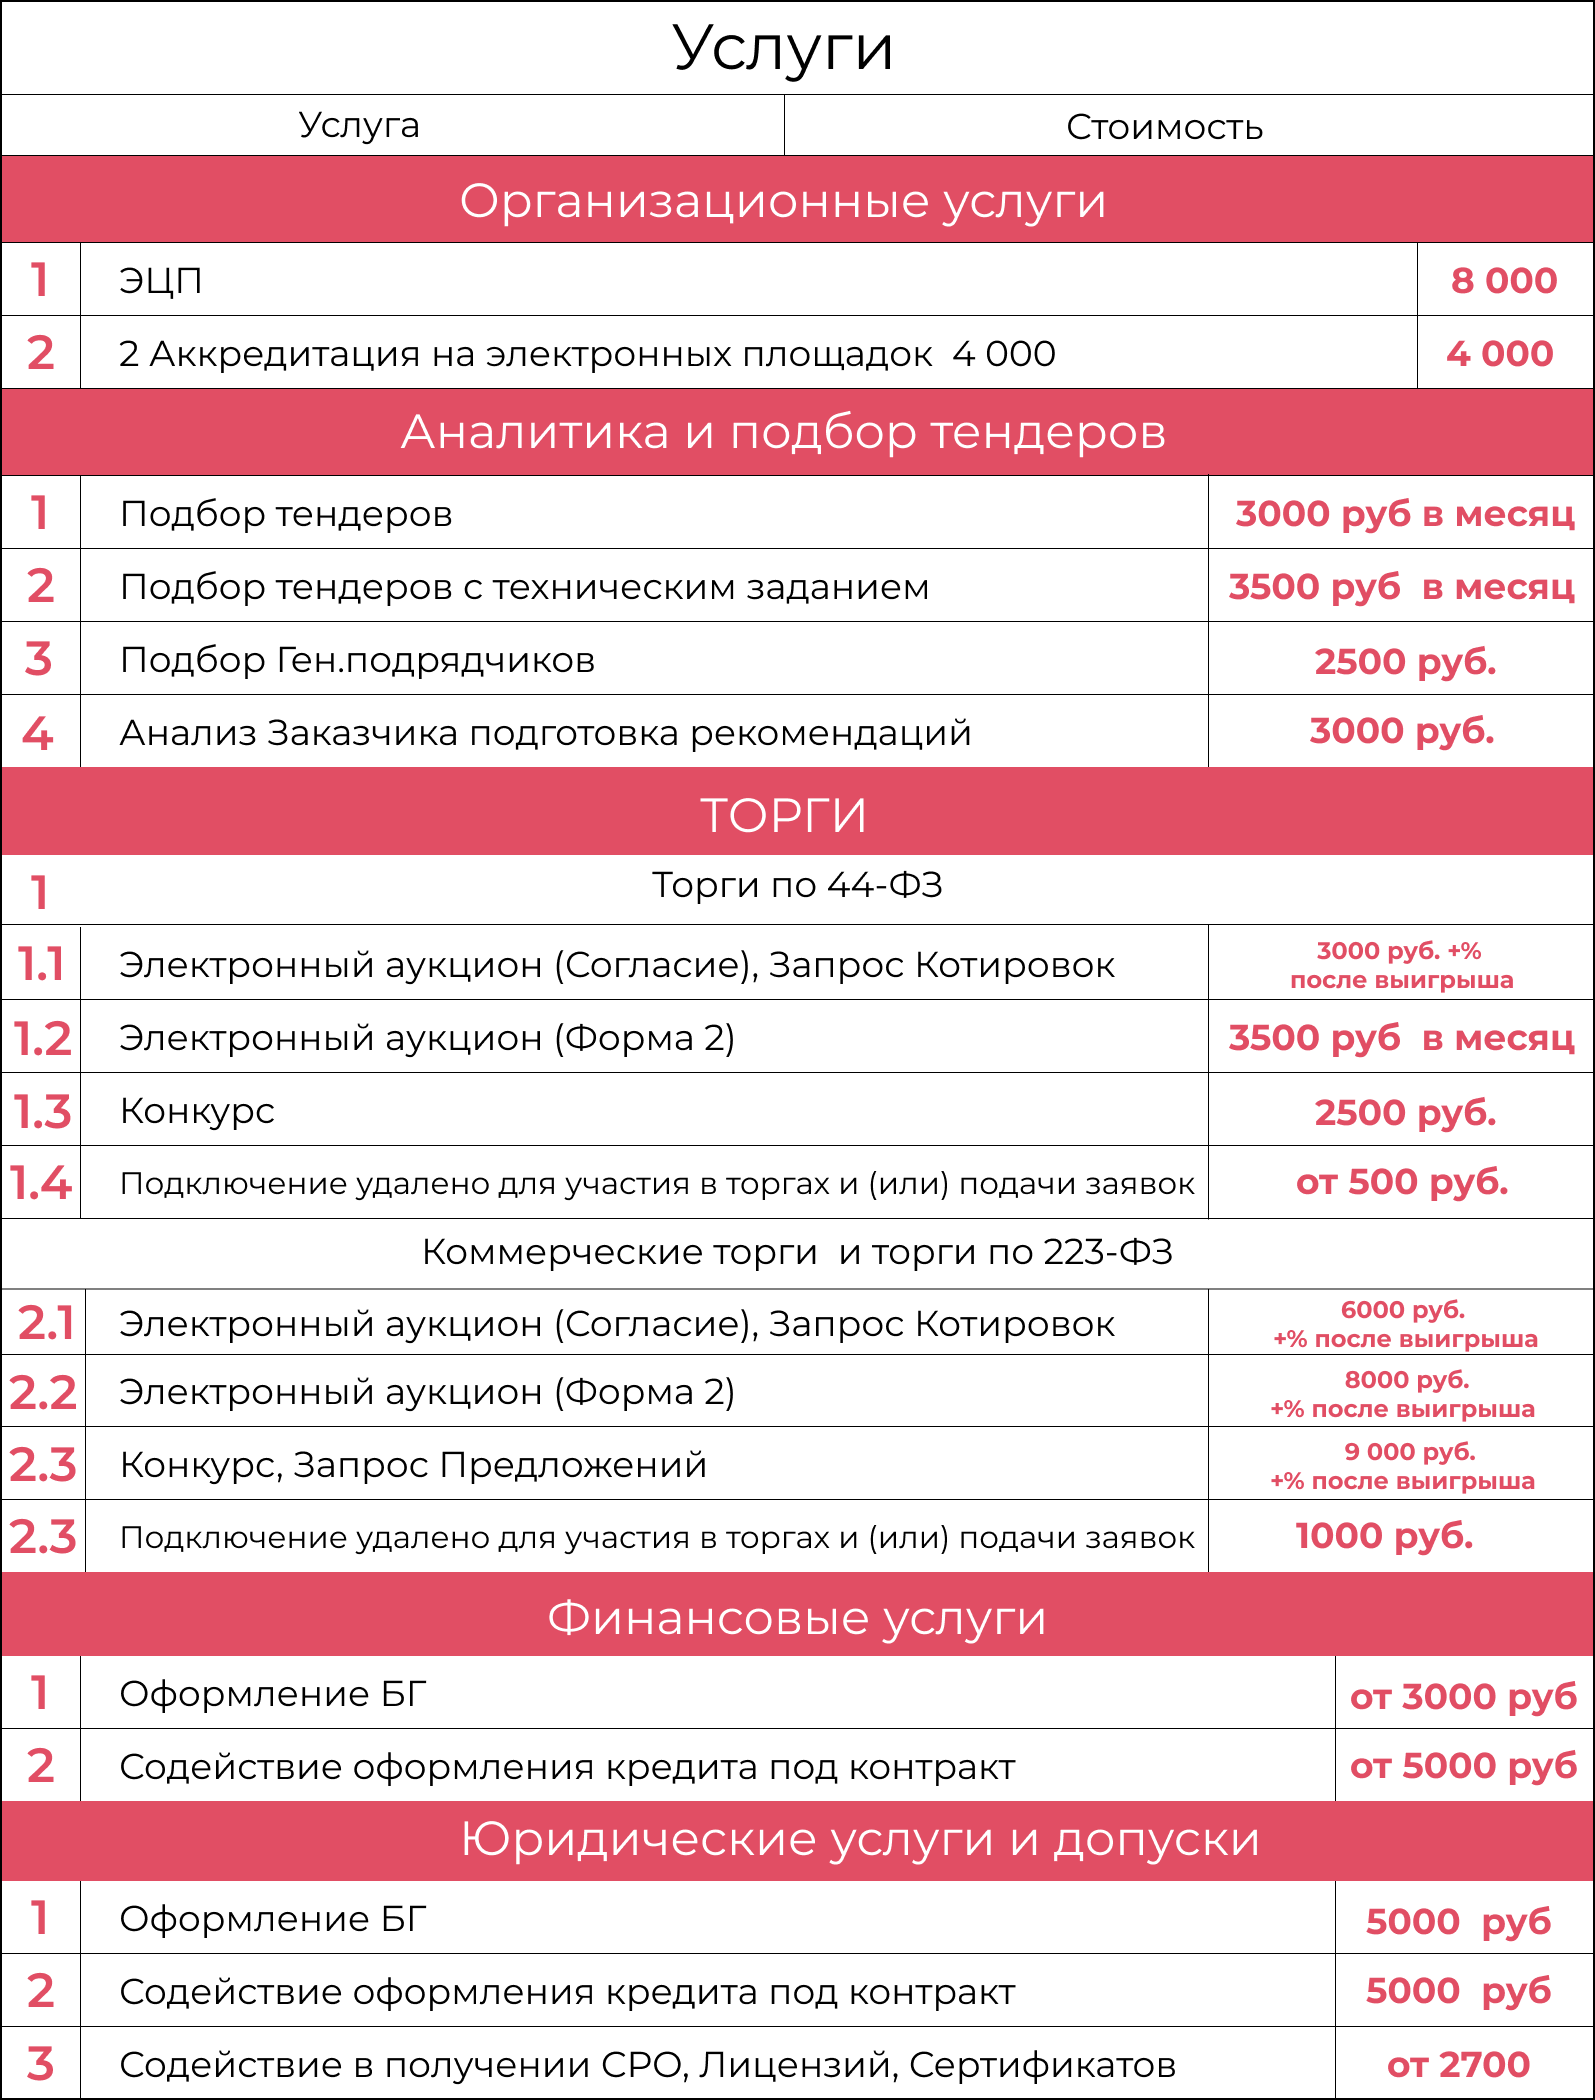 Услуги
Услуга Стоимость
Организационные услуги
1 ЭЦП 8 000
2 2 Аккредитация на электронных площадок 4 000 4 000
Аналитика и подбор тендеров
1 Подбор тендеров 3000 руб в месяц
2 Подбор тендеров с техническим заданием 3500 руб в месяц
3 Подбор Ген.подрядчиков 2500 руб.
4 Анализ Заказчика подготовка рекомендаций 3000 руб.
ТОРГИ
1 Торги по 44-ФЗ
1.1 Электронный аукцион (Согласие), Запрос Котировок 3000 руб. +%
после выигрыша
1.2 Электронный аукцион (Форма 2) 3500 руб в месяц
1.3 Конкурс 2500 руб.
1.4 Подключение удалено для участия в торгах и (или) подачи заявок от 500 руб.
Коммерческие торги и торги по 223-ФЗ
2.1 Электронный аукцион (Согласие), Запрос Котировок 6000 руб.
+% после выигрыша
2.2 Электронный аукцион (Форма 2) 8000 руб.
+% после выигрыша
2.3 Конкурс, Запрос Предложений 9 000 руб.
+% после выигрыша
2.3 Подключение удалено для участия в торгах и (или) подачи заявок 1000 руб.
Финансовые услуги
1 Оформление БГ от 3000 руб
2 Содействие оформления кредита под контракт от 5000 руб
Юридические услуги и допуски
1 Оформление БГ 5000 руб
2 Содействие оформления кредита под контракт 5000 руб
3 Содействие в получении СРО, Лицензий, Сертификатов от 2700